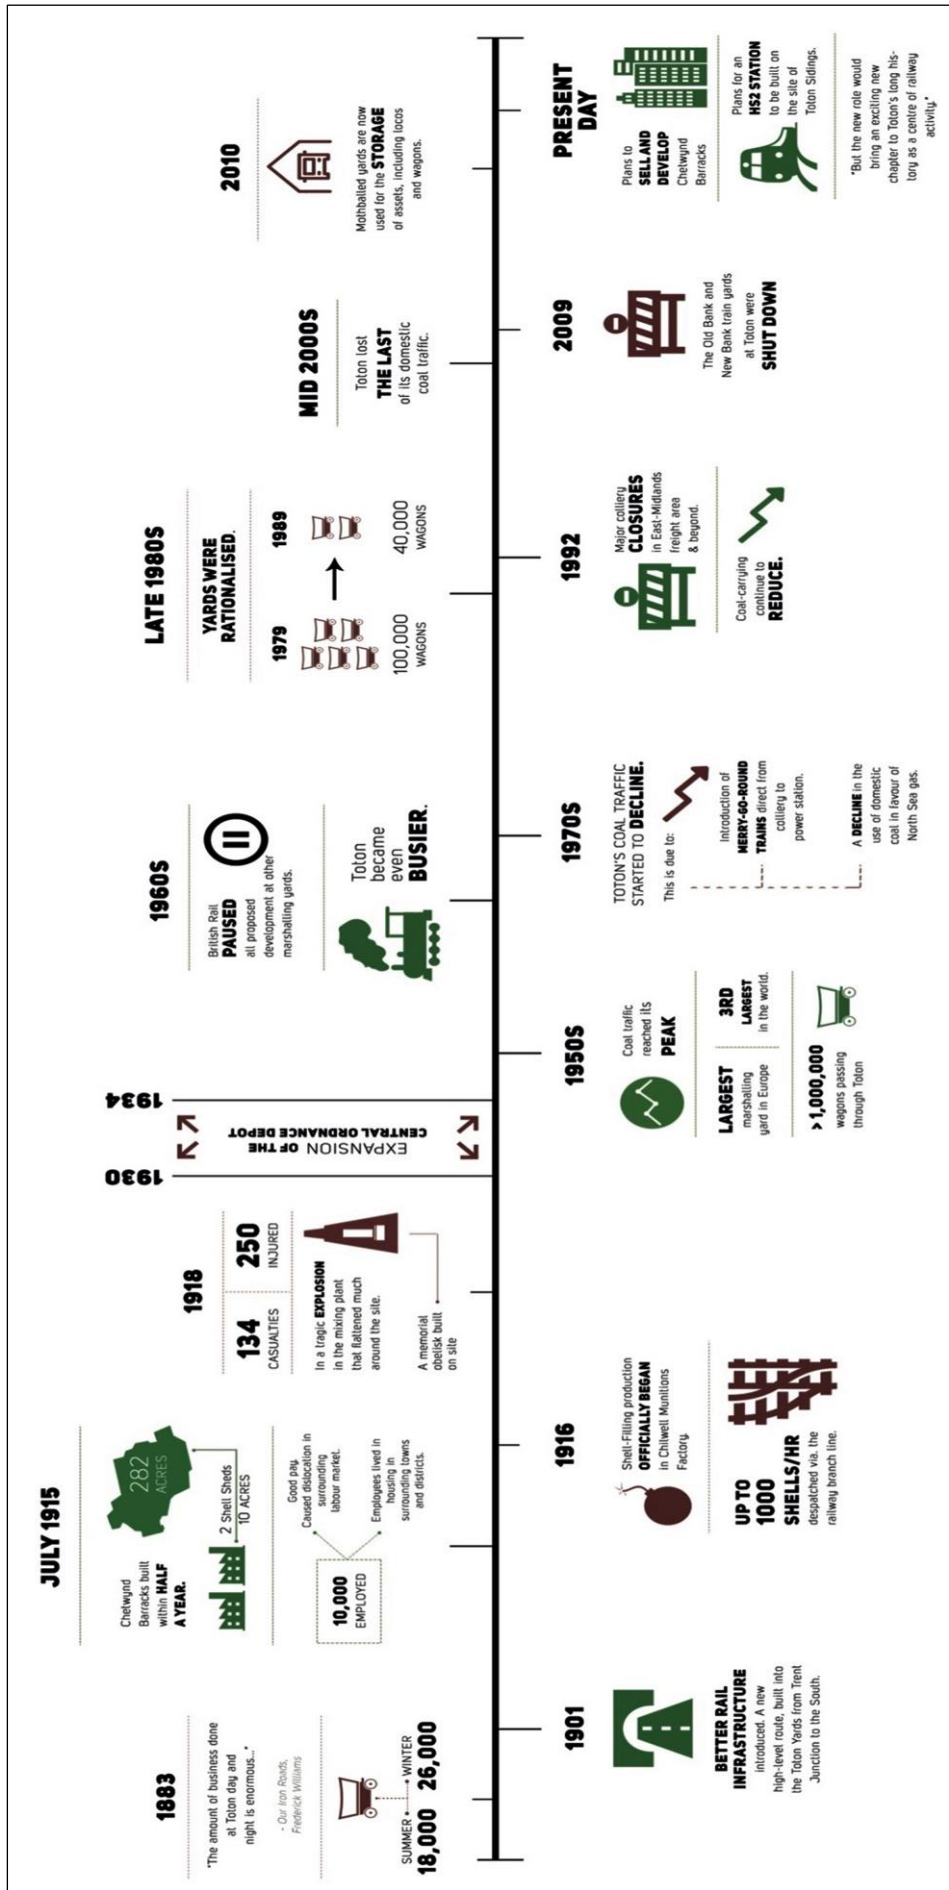 1883
"The amount of business done
at Toton day and
night is enormous..."
- Our Iron Roads,
Frederick Williams
SUMMER
WINTER
18,000
26,000
1901
BETTER RAIL
INFRASTRUCTURE
introduced. A new
high-level route, built into
the Toton Yards from Trent
Junction to the South.
JULY 1915
Chetwynd
Barracks built
within HALF
A YEAR.
282
ACRES
2 Shell Sheds
10 ACRES
10,000
EMPLOYED
Good pay.
Caused dislocation in
surrounding
labour market.
Employees lived in
housing in
surrounding towns
and districts.
1916
Shell-Filling production
OFFICIALLY BEGAN
in Chilwell Munitions
Factory.
UP TO
1000
SHELLS/HR
despatched via. the
railway branch line.
1918
134
CASUALTIES
250
INJURED
In a tragic EXPLOSION
in the mixing plant
that flattened much
around the site.
A memorial
obelisk built
on site
1930
1934
EXPANSION OF THE
CENTRAL ORDNANCE DEPOT
1950S
Coal traffic
reached its
PEAK
LARGEST
marshalling
yard in Europe
3RD
LARGEST
in the world.
> 1,000,000
wagons passing
through Toton
1960S
British Rail
PAUSED
all proposed
development at other
marshalling yards.
Toton
became
even
BUSIER.
1970S
TOTON'S COAL TRAFFIC
STARTED TO DECLINE.
This is due to:
Introduction of
MERRY-GO-ROUND
TRAINS direct from
colliery to
power station.
A DECLINE in the
use of domestic
coal in favour of
North Sea gas.
LATE 1980S
YARDS WERE
RATIONALISED.
1979
1989
100,000
WAGONS
40,000
WAGONS
1992
Major colliery
CLOSURES
in East-Midlands
freight area
& beyond.
Coal-carrying
continue to
REDUCE.
MID 2000S
Toton lost
THE LAST
of its domestic
coal traffic.
2009
The Old Bank and
New Bank train yards
at Toton were
SHUT DOWN
2010
Mothballed yards are now
used for the STORAGE
of assets, including locos
and wagons.
PRESENT
DAY
Plans to
SELL AND
DEVELOP
Chetwynd
Barracks
Plans for an
HS2 STATION
to be built on
the site of
Toton Sidings.
"But the new role would
bring an exciting new
chapter to Toton's long his-
tory as a centre of railway
activity."